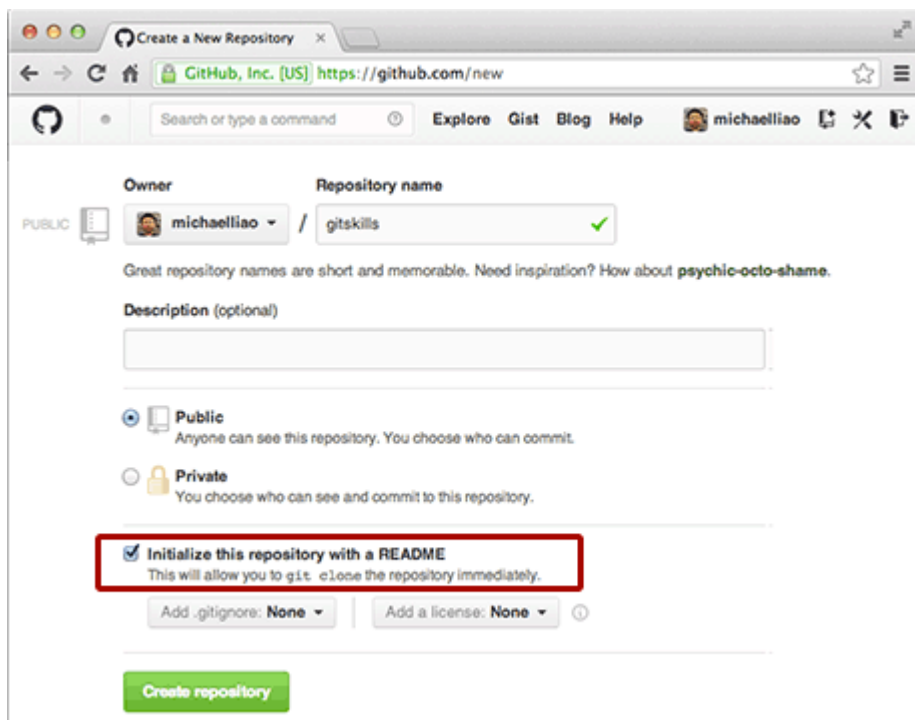 Create a New Repository
GitHub, Inc. [US] https://github.com/new
Search or type a command Explore Gist Blog Help michaelliao
Owner Repository name
PUBLIC michaelliao / gitskills
Great repository names are short and memorable. Need inspiration? How about psychic-octo-shame.
Description (optional)
Public
Anyone can see this repository. You choose who can commit.
Private
You choose who can see and commit to this repository.
Initialize this repository with a README
This will allow you to git clone the repository immediately.
Add .gitignore: None Add a license: None
Create repository